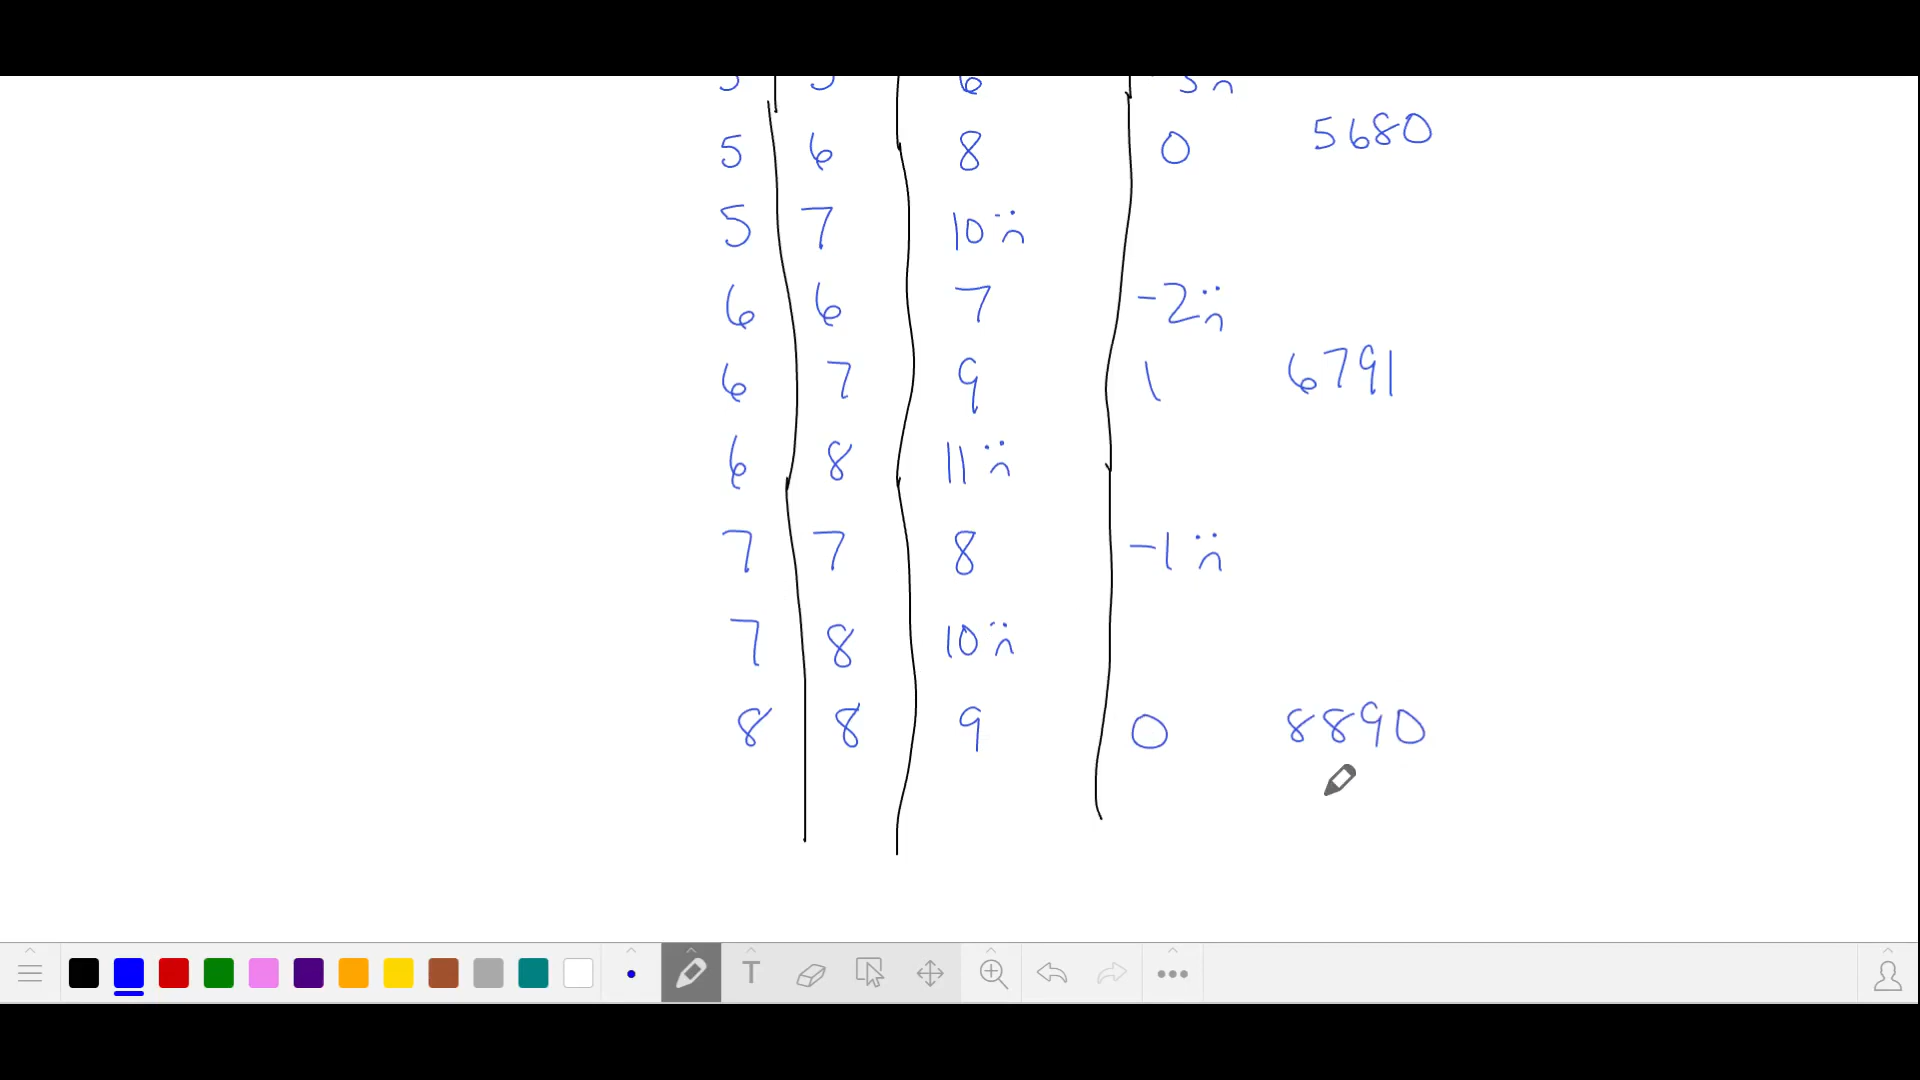 5 6 8 0 5680
5 7 10
6 6 7 -2
6 7 9 1 6791
6 8 11
7 7 8 -1
7 8 10
8 8 9 0 8890
T